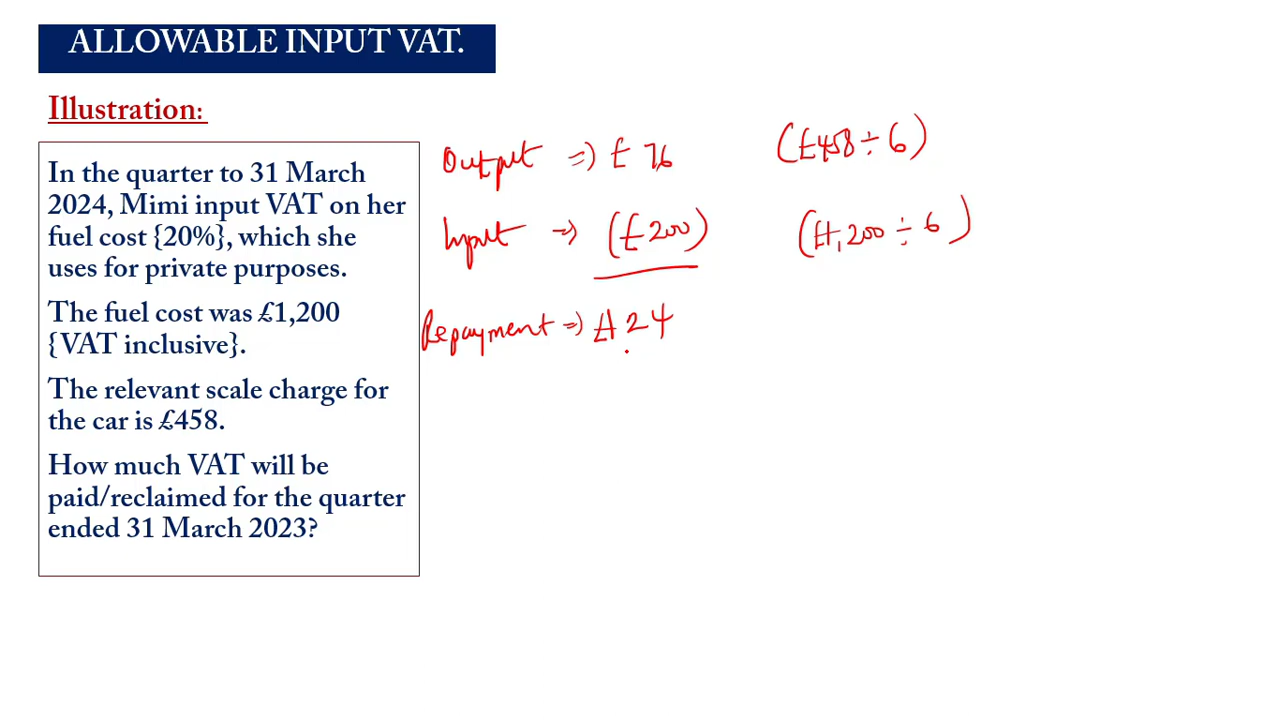 ALLOWABLE INPUT VAT.
Illustration:
In the quarter to 31 March
2024, Mimi input VAT on her
fuel cost {20%}, which she
uses for private purposes.
The fuel cost was £1,200
{VAT inclusive}.
The relevant scale charge for
the car is £458.
How much VAT will be
paid/reclaimed for the quarter
ended 31 March 2023?
Output => £ 76 (£458 ÷ 6)
Input => (£200) (£1,200 ÷ 6)
Repayment => £124